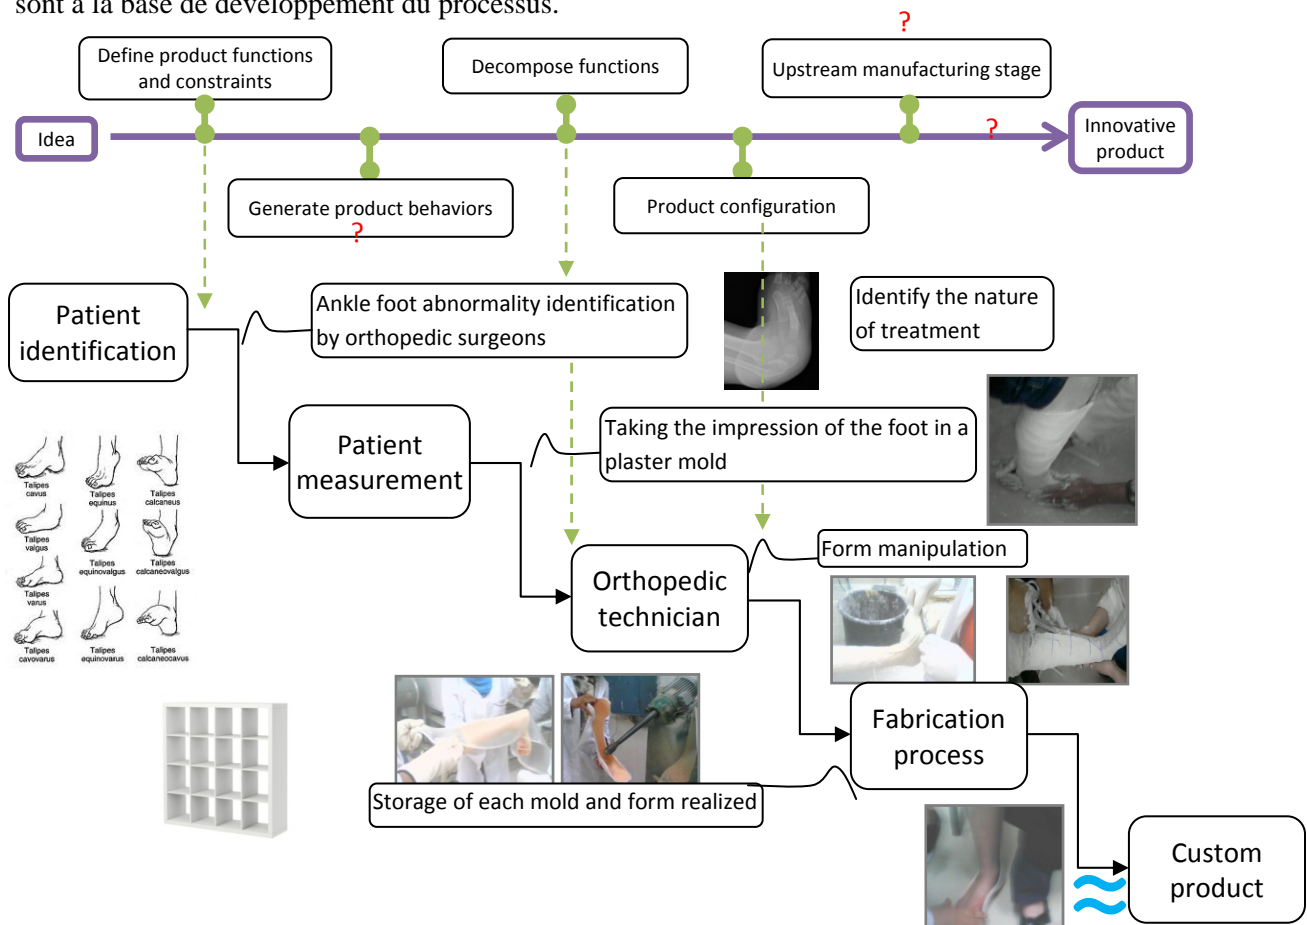 sont à la base de développement du processus.
?
Define product functions
and constraints
Decompose functions
Upstream manufacturing stage
Idea
?
Innovative
product
Generate product behaviors
?
Product configuration
Patient
identification
Ankle foot abnormality identification
by orthopedic surgeons
Identify the nature
of treatment
Patient
measurement
Taking the impression of the foot in a
plaster mold
Talipes
cavus
Talipes
equinus
Talipes
calcaneus
Talipes
valgus
Talipes
equinovalgus
Talipes
calcaneovalgus
Talipes
varus
Talipes
cavovarus
Talipes
equinovarus
Talipes
calcaneocavus
Form manipulation
Orthopedic
technician
Fabrication
process
Storage of each mold and form realized
Custom
product